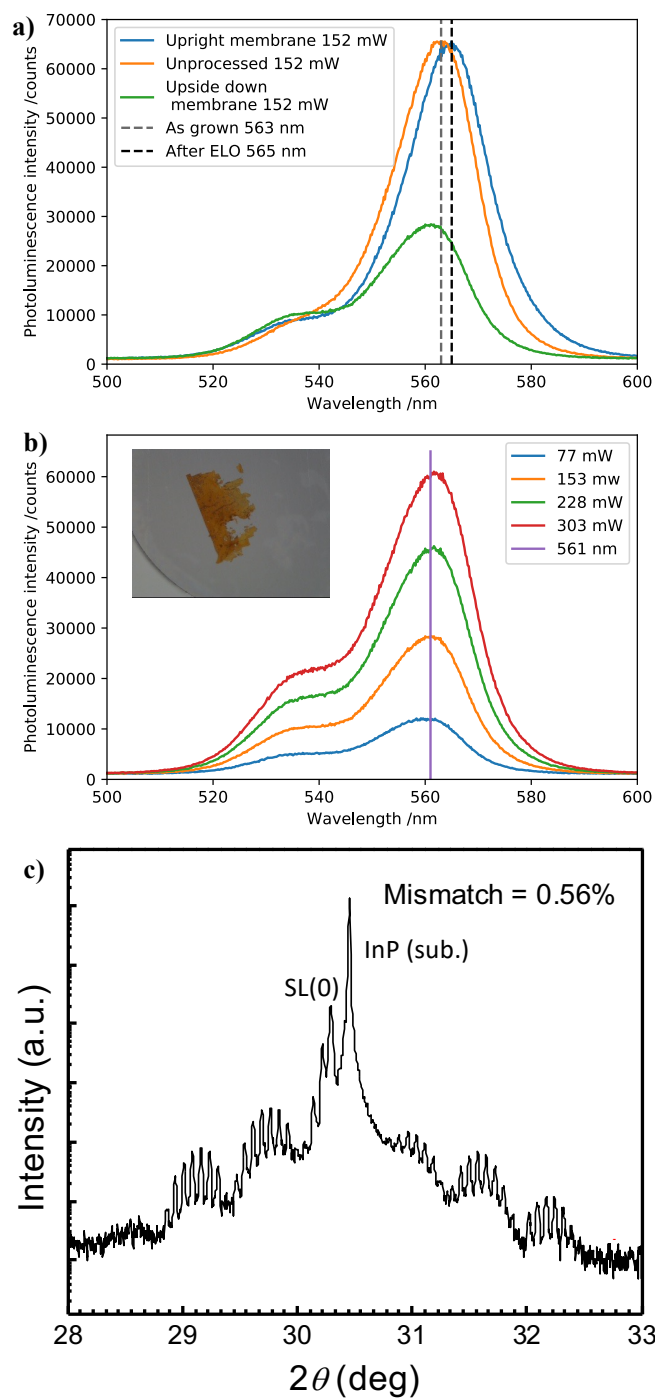 a)
70000
60000
50000
40000
30000
20000
10000
0
Photoluminescence intensity /counts
Upright membrane 152 mW
Unprocessed 152 mW
Upside down
membrane 152 mW
As grown 563 nm
After ELO 565 nm
500 520 540 560 580 600
Wavelength /nm
b)
60000
50000
40000
30000
20000
10000
0
Photoluminescence intensity /counts
77 mW
153 mw
228 mW
303 mW
561 nm
500 520 540 560 580 600
Wavelength /nm
c)
Mismatch = 0.56%
InP (sub.)
SL(0)
Intensity (a.u.)
28 29 30 31 32 33
2θ (deg)